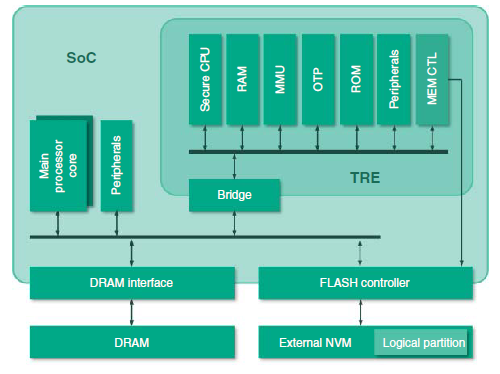 SoC
Secure CPU
RAM
MMU
OTP
ROM
Peripherals
MEM CTL
TRE
Main
processor
core
Peripherals
Bridge
DRAM interface
FLASH controller
DRAM
External NVM
Logical partition